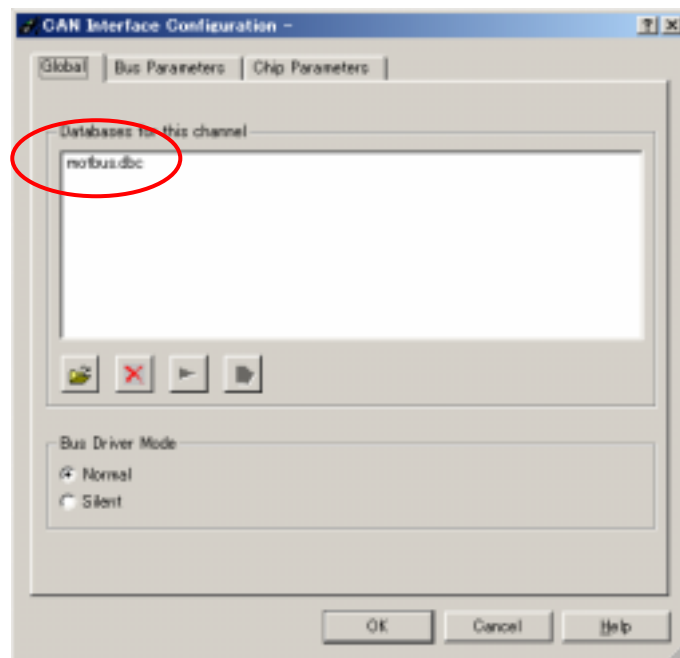 CAN Interface Configuration -
Global Bus Parameters Chip Parameters
Databases for this channel
motbus.dbc
Bus Driver Mode
Normal
Silent
OK Cancel Help